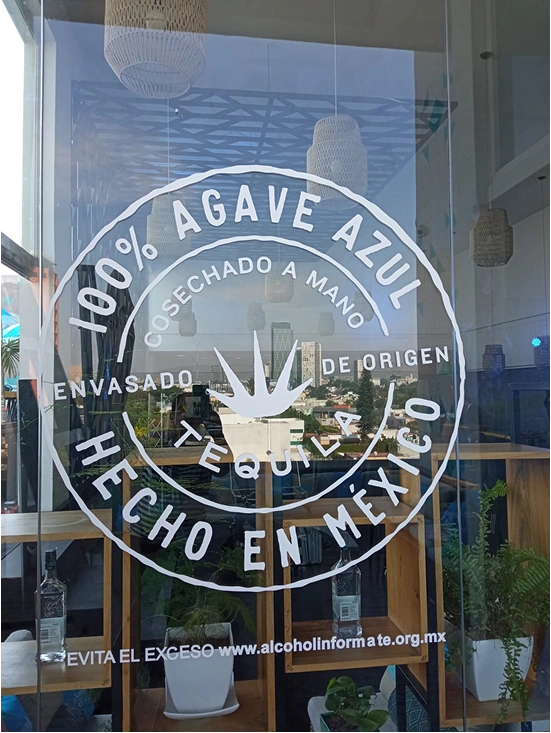 100% AGAVE AZUL
COSECHADO A MANO
ENVASADO DE ORIGEN
TEQUILA
HECHO EN MÉXICO
EVITA EL EXCESO www.alcoholinformate.org.mx